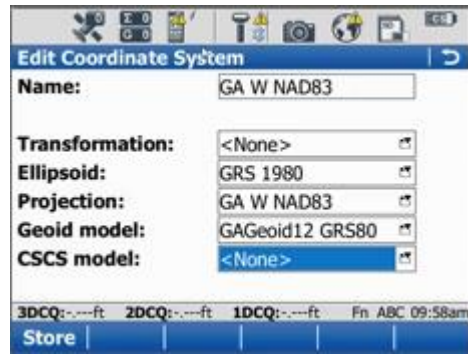 Edit Coordinate System
Name: GA W NAD83
Transformation: <None>
Ellipsoid: GRS 1980
Projection: GA W NAD83
Geoid model: GAGeoid12 GRS80
CSCS model: <None>
3DCQ:-.---ft 2DCQ:-.---ft 1DCQ:-.---ft Fn ABC 09:58am
Store